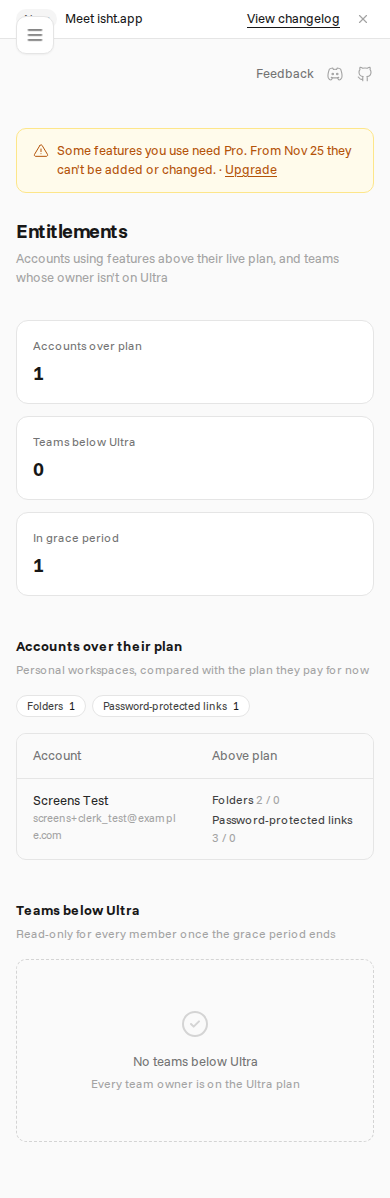 Meet isht.app
View changelog
Feedback
Some features you use need Pro. From Nov 25 they
can't be added or changed. · Upgrade
Entitlements
Accounts using features above their live plan, and teams
whose owner isn't on Ultra
Accounts over plan
1
Teams below Ultra
0
In grace period
1
Accounts over their plan
Personal workspaces, compared with the plan they pay for now
Folders 1
Password-protected links 1
Account
Above plan
Screens Test
screens+clerk_test@exampl
e.com
Folders 2 / 0
Password-protected links
3 / 0
Teams below Ultra
Read-only for every member once the grace period ends
No teams below Ultra
Every team owner is on the Ultra plan